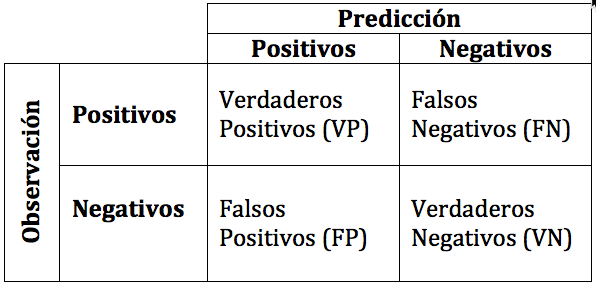 Predicción
Positivos
Negativos
Observación
Positivos
Verdaderos
Positivos (VP)
Falsos
Negativos (FN)
Negativos
Falsos
Positivos (FP)
Verdaderos
Negativos (VN)